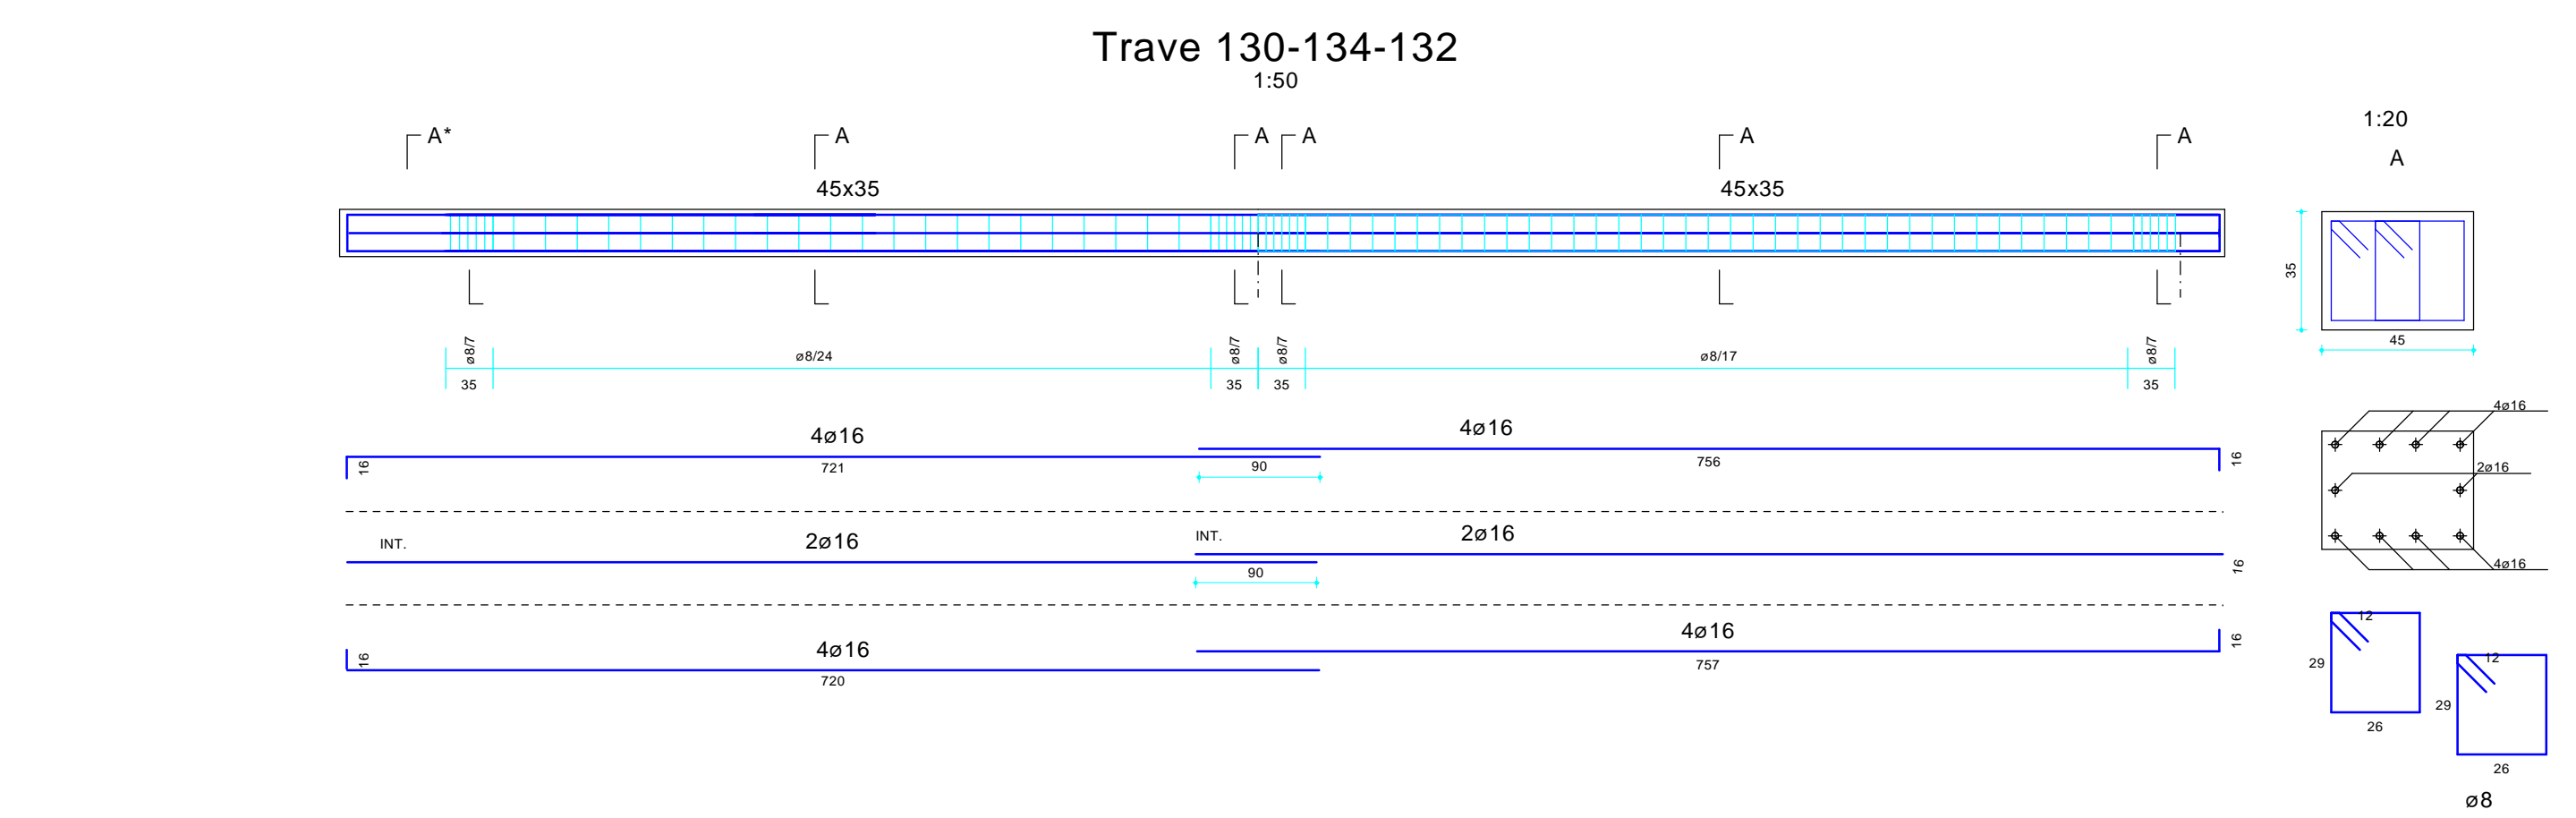 Trave 130-134-132
1:50
1:20
A* A A A A A
A
45x35 45x35
35
45
ø8/7 ø8/24 ø8/7 ø8/7 ø8/17 ø8/7
35 35 35 35
4ø16 4ø16
16 721 90 756 16
4ø16
2ø16
4ø16
INT. 2ø16 INT. 2ø16
90 16
4ø16 4ø16
16 720 757 16
12
29
26
12
29
26
ø8